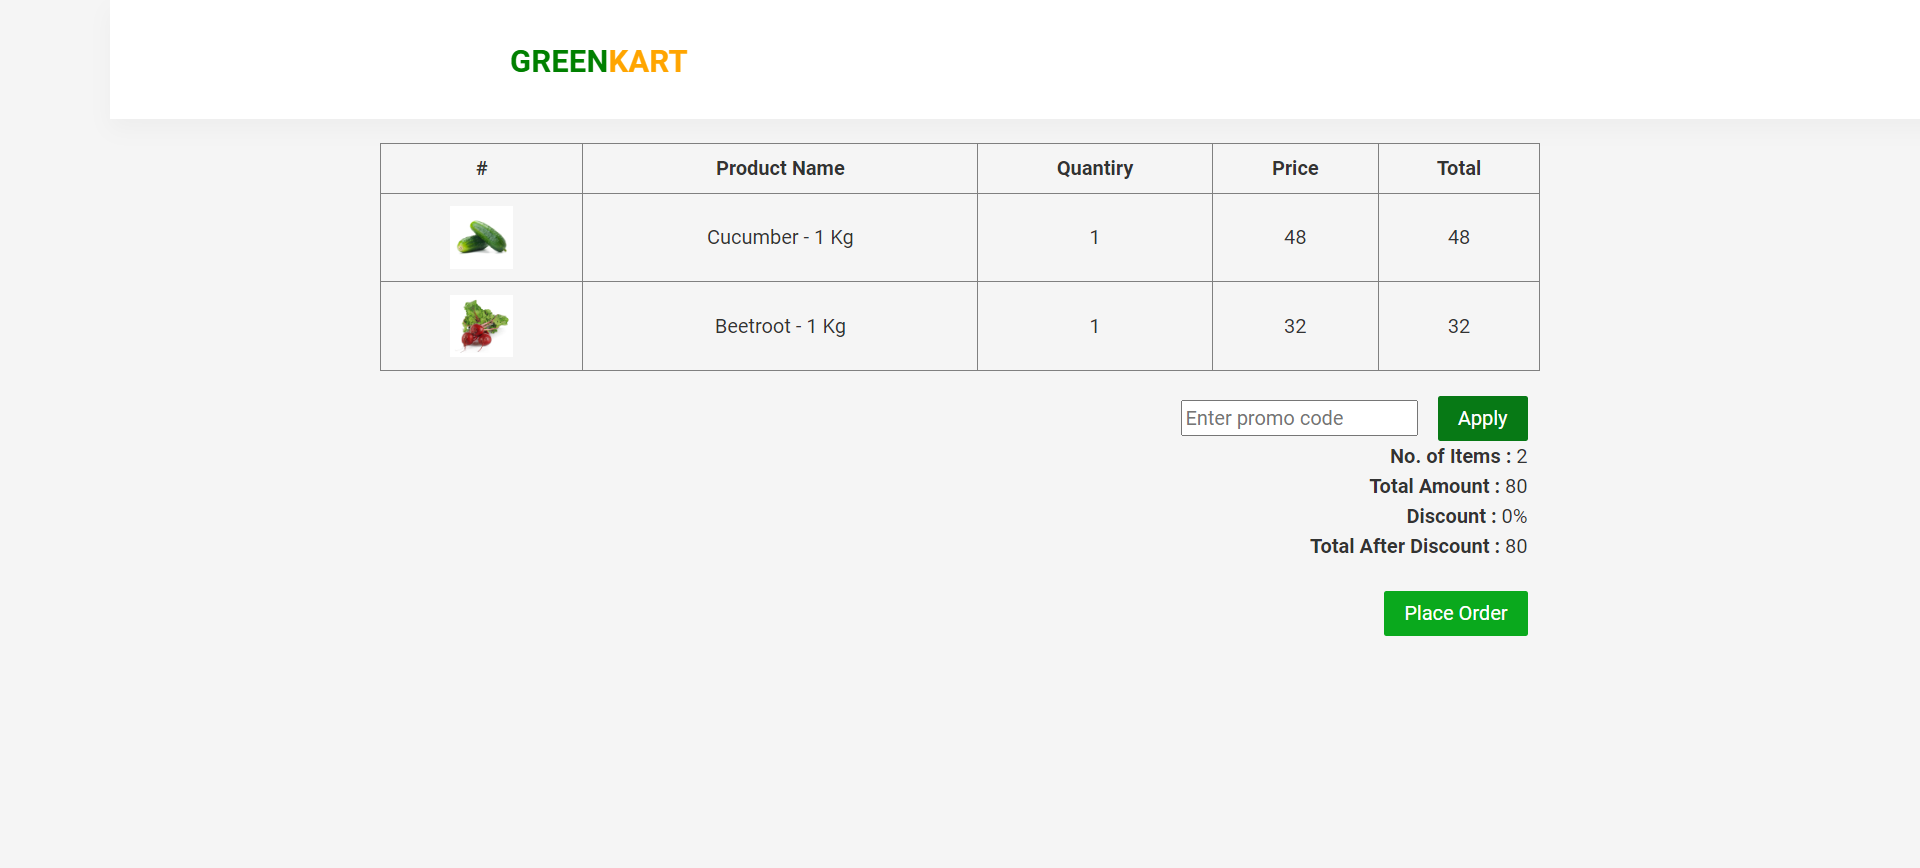 GREENKART
# Product Name Quantiry Price Total
Cucumber - 1 Kg 1 48 48
Beetroot - 1 Kg 1 32 32
Enter promo code Apply
No. of Items : 2
Total Amount : 80
Discount : 0%
Total After Discount : 80
Place Order